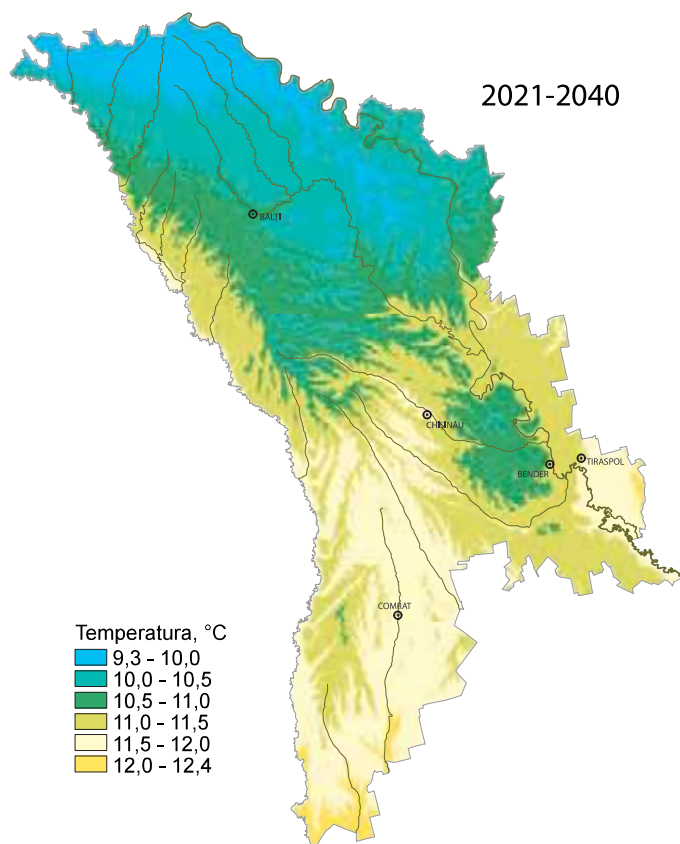 2021-2040
BĂLȚI
CHIȘINĂU
TIRASPOL
BENDER
COMRAT
Temperatura, °C
9,3 - 10,0
10,0 - 10,5
10,5 - 11,0
11,0 - 11,5
11,5 - 12,0
12,0 - 12,4